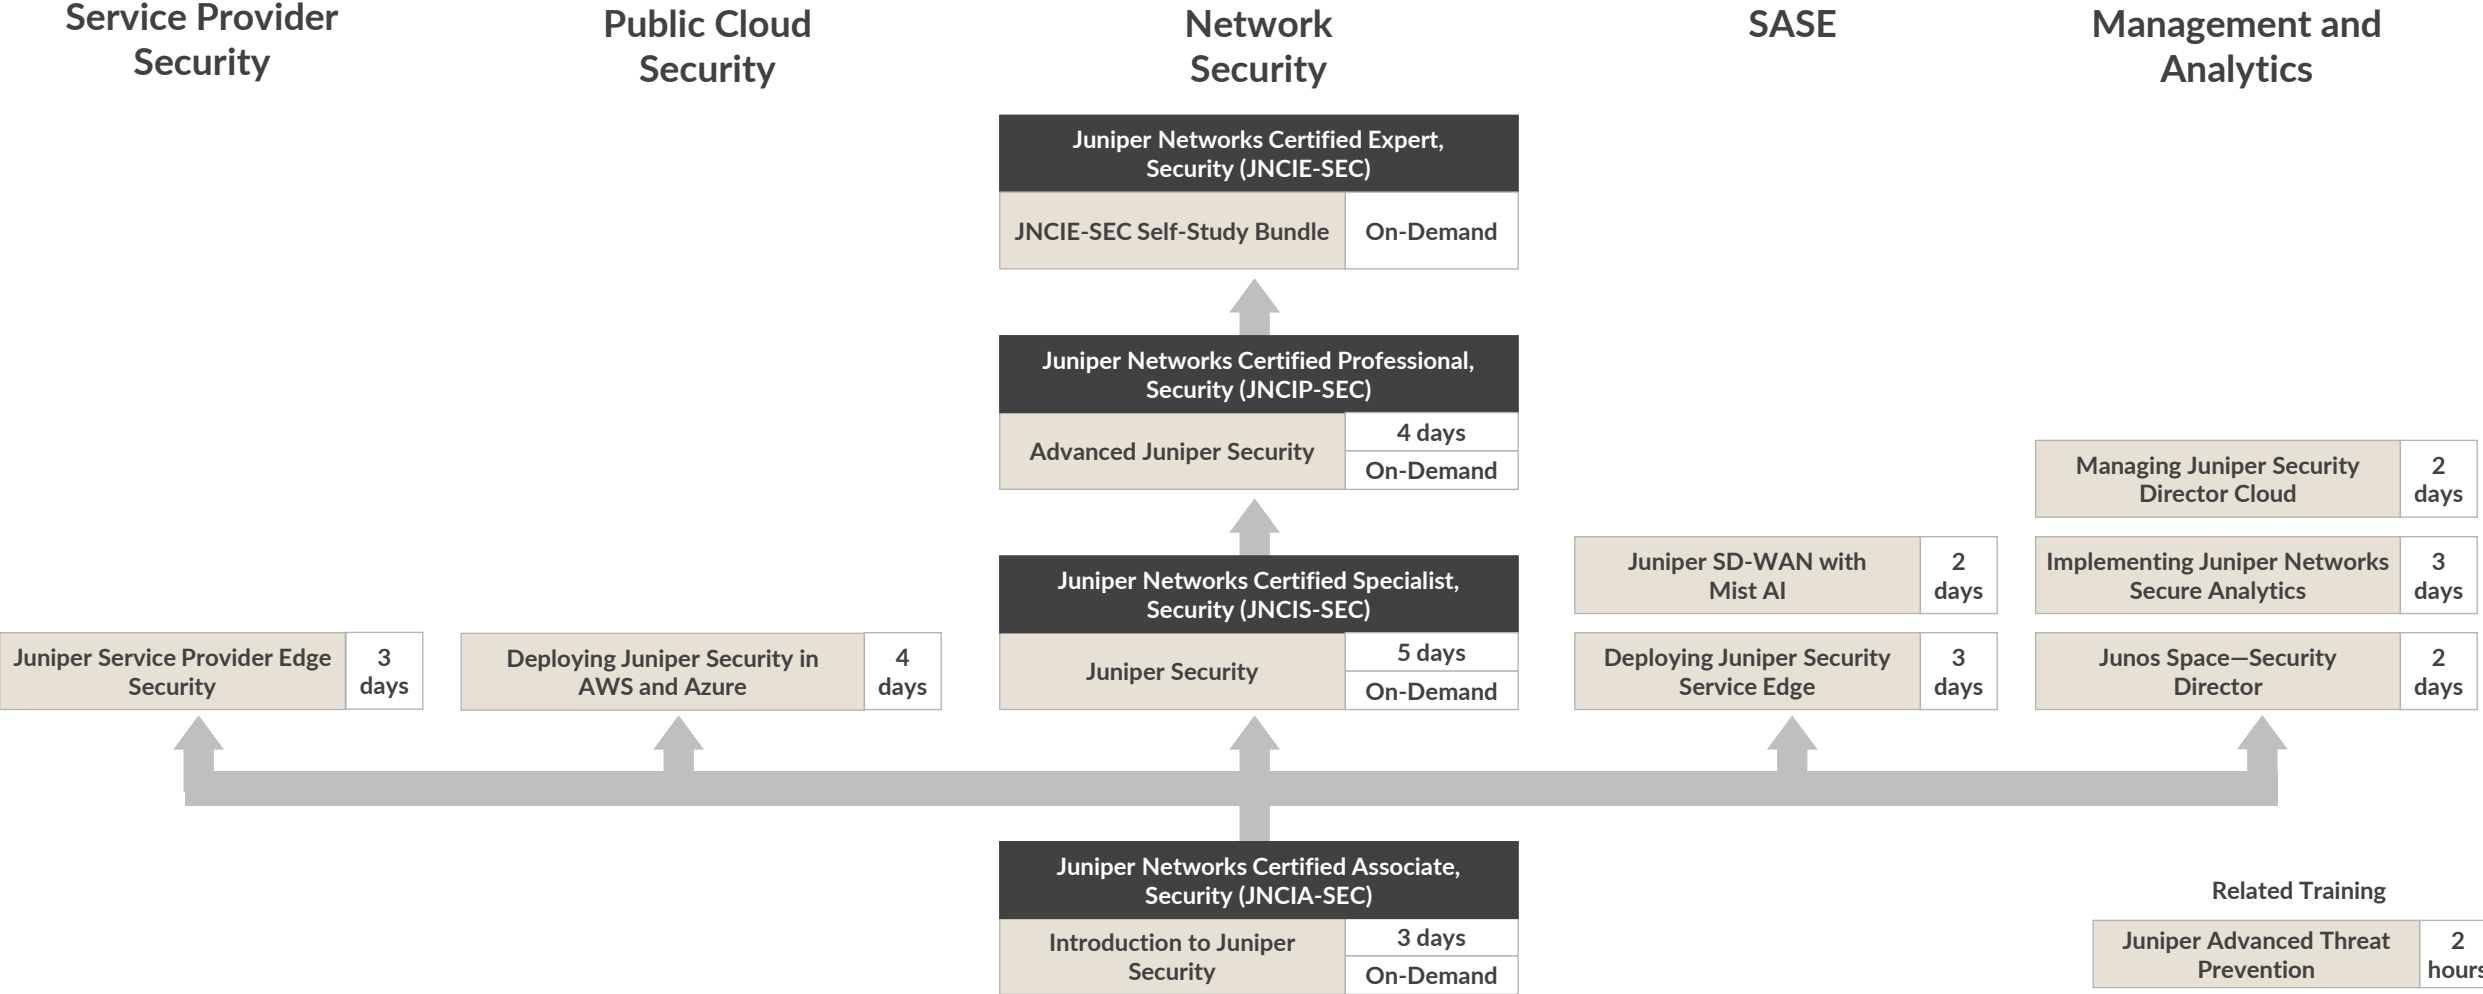 Service Provider
Security
Public Cloud
Security
Network
Security
SASE
Management and
Analytics
Juniper Networks Certified Expert,
Security (JNCIE-SEC)
JNCIE-SEC Self-Study Bundle
On-Demand
Juniper Networks Certified Professional,
Security (JNCIP-SEC)
Advanced Juniper Security
4 days
On-Demand
Managing Juniper Security
Director Cloud
2
days
Juniper Networks Certified Specialist,
Security (JNCIS-SEC)
Juniper Security
5 days
On-Demand
Juniper SD-WAN with
Mist AI
2
days
Implementing Juniper Networks
Secure Analytics
3
days
Juniper Service Provider Edge
Security
3
days
Deploying Juniper Security in
AWS and Azure
4
days
Deploying Juniper Security
Service Edge
3
days
Junos Space—Security
Director
2
days
Juniper Networks Certified Associate,
Security (JNCIA-SEC)
Introduction to Juniper
Security
3 days
On-Demand
Related Training
Juniper Advanced Threat
Prevention
2
hours